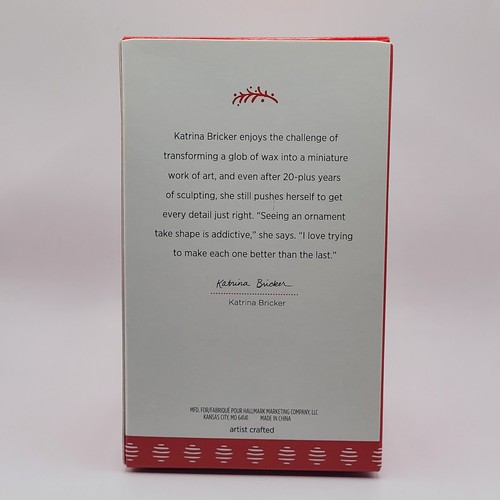 Katrina Bricker enjoys the challenge of
transforming a glob of wax into a miniature
work of art, and even after 20-plus years
of sculpting, she still pushes herself to get
every detail just right. “Seeing an ornament
take shape is addictive,” she says. “I love trying
to make each one better than the last.”
Katrina Bricker
Katrina Bricker
MFD. FOR/FABRIQUÉ POUR HALLMARK MARKETING COMPANY, LLC
KANSAS CITY, MO 64141 MADE IN CHINA
artist crafted